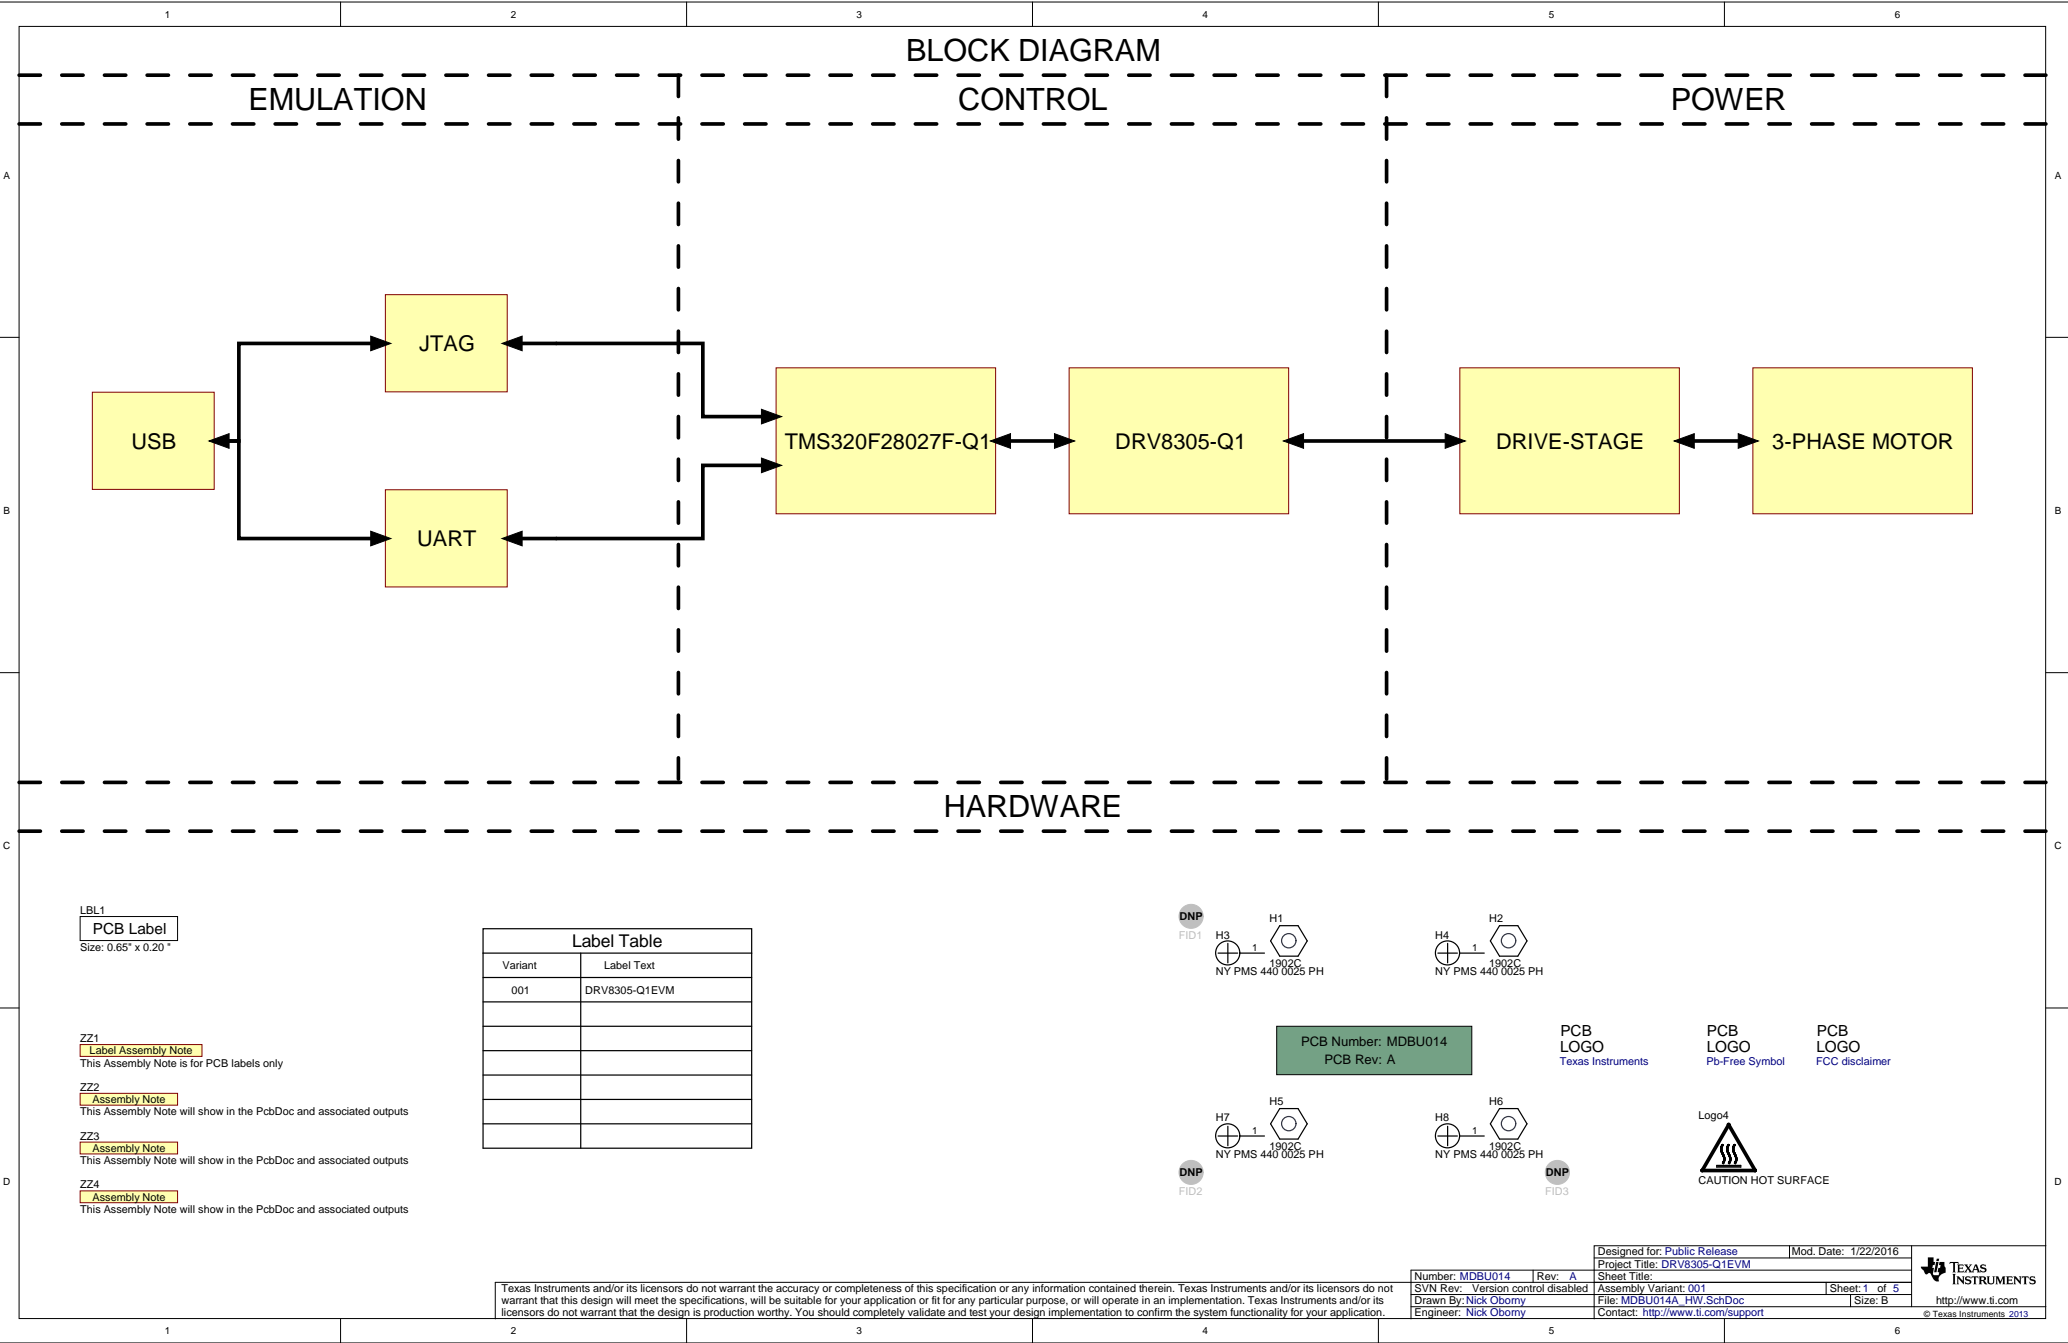 1 2 3 4 5 6
BLOCK DIAGRAM
EMULATION CONTROL POWER
A A
JTAG
USB
UART
TMS320F28027F-Q1
DRV8305-Q1
DRIVE-STAGE
3-PHASE MOTOR
B B
HARDWARE
C C
LBL1
PCB Label
Size: 0.65" x 0.20 "
Label Table
Variant Label Text
001 DRV8305-Q1EVM
ZZ1
Label Assembly Note
This Assembly Note is for PCB labels only
ZZ2
Assembly Note
This Assembly Note will show in the PcbDoc and associated outputs
ZZ3
Assembly Note
This Assembly Note will show in the PcbDoc and associated outputs
ZZ4
Assembly Note
This Assembly Note will show in the PcbDoc and associated outputs
DNP
FID1
H3
1
H1
1902C
NY PMS 440 0025 PH
H4
1
H2
1902C
NY PMS 440 0025 PH
PCB Number: MDBU014
PCB Rev: A
PCB
LOGO
Texas Instruments
PCB
LOGO
Pb-Free Symbol
PCB
LOGO
FCC disclaimer
H7
1
H5
1902C
NY PMS 440 0025 PH
H8
1
H6
1902C
NY PMS 440 0025 PH
DNP
FID2
DNP
FID3
Logo4
CAUTION HOT SURFACE
D D
Texas Instruments and/or its licensors do not warrant the accuracy or completeness of this specification or any information contained therein. Texas Instruments and/or its licensors do not
warrant that this design will meet the specifications, will be suitable for your application or fit for any particular purpose, or will operate in an implementation. Texas Instruments and/or its
licensors do not warrant that the design is production worthy. You should completely validate and test your design implementation to confirm the system functionality for your application.
Number: MDBU014 Rev: A
SVN Rev: Version control disabled
Drawn By: Nick Oborny
Engineer: Nick Oborny
Designed for: Public Release Mod. Date: 1/22/2016
Project Title: DRV8305-Q1EVM
Sheet Title:
Assembly Variant: 001 Sheet: 1 of 5
File: MDBU014A_HW.SchDoc Size: B
Contact: http://www.ti.com/support
TEXAS
INSTRUMENTS
http://www.ti.com
© Texas Instruments 2013
1 2 3 4 5 6